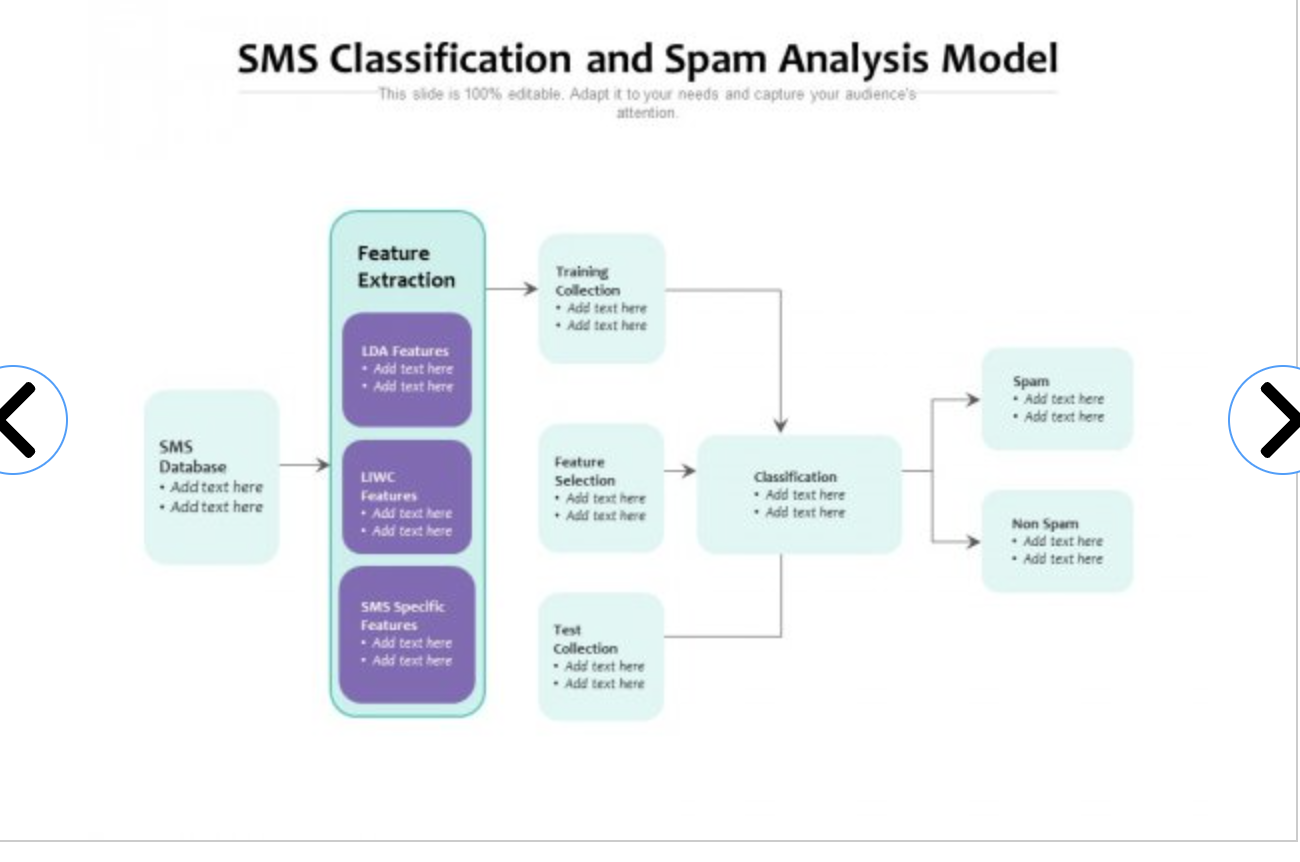 SMS Classification and Spam Analysis Model
This slide is 100% editable. Adapt it to your needs and capture your audience's
attention.
SMS
Database
• Add text here
• Add text here
Feature
Extraction
LDA Features
• Add text here
• Add text here
LIWC
Features
• Add text here
• Add text here
SMS Specific
Features
• Add text here
• Add text here
Training
Collection
• Add text here
• Add text here
Feature
Selection
• Add text here
• Add text here
Test
Collection
• Add text here
• Add text here
Classification
• Add text here
• Add text here
Spam
• Add text here
• Add text here
Non Spam
• Add text here
• Add text here